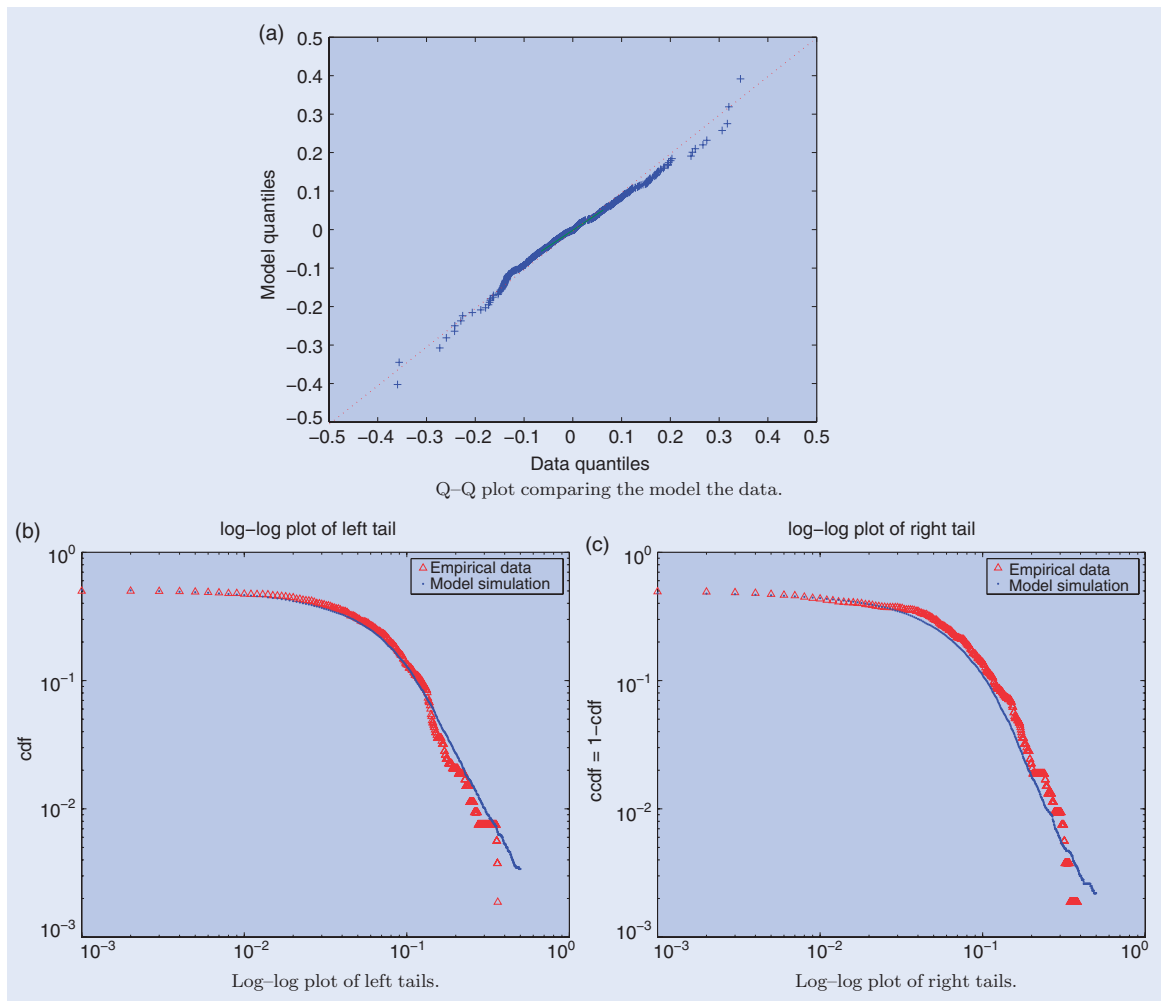 (a)
0.5
0.4
0.3
0.2
0.1
0
−0.1
−0.2
−0.3
−0.4
−0.5
Model quantiles
−0.5 −0.4 −0.3 −0.2 −0.1 0 0.1 0.2 0.3 0.4 0.5
Data quantiles
Q–Q plot comparing the model the data.
(b)
log–log plot of left tail
Empirical data
Model simulation
10^0
10^−1
10^−2
10^−3
cdf
10^−3 10^−2 10^−1 10^0
Log–log plot of left tails.
(c)
log–log plot of right tail
Empirical data
Model simulation
10^0
10^−1
10^−2
10^−3
ccdf = 1−cdf
10^−3 10^−2 10^−1 10^0
Log–log plot of right tails.